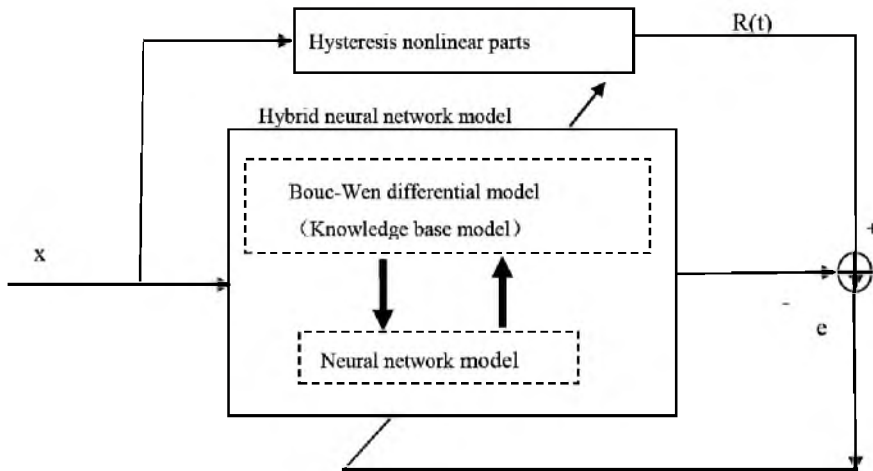 R(t)
Hysteresis nonlinear parts
Hybrid neural network model
Bouc-Wen differential model
（Knowledge base model）
x
+
-
e
Neural network model